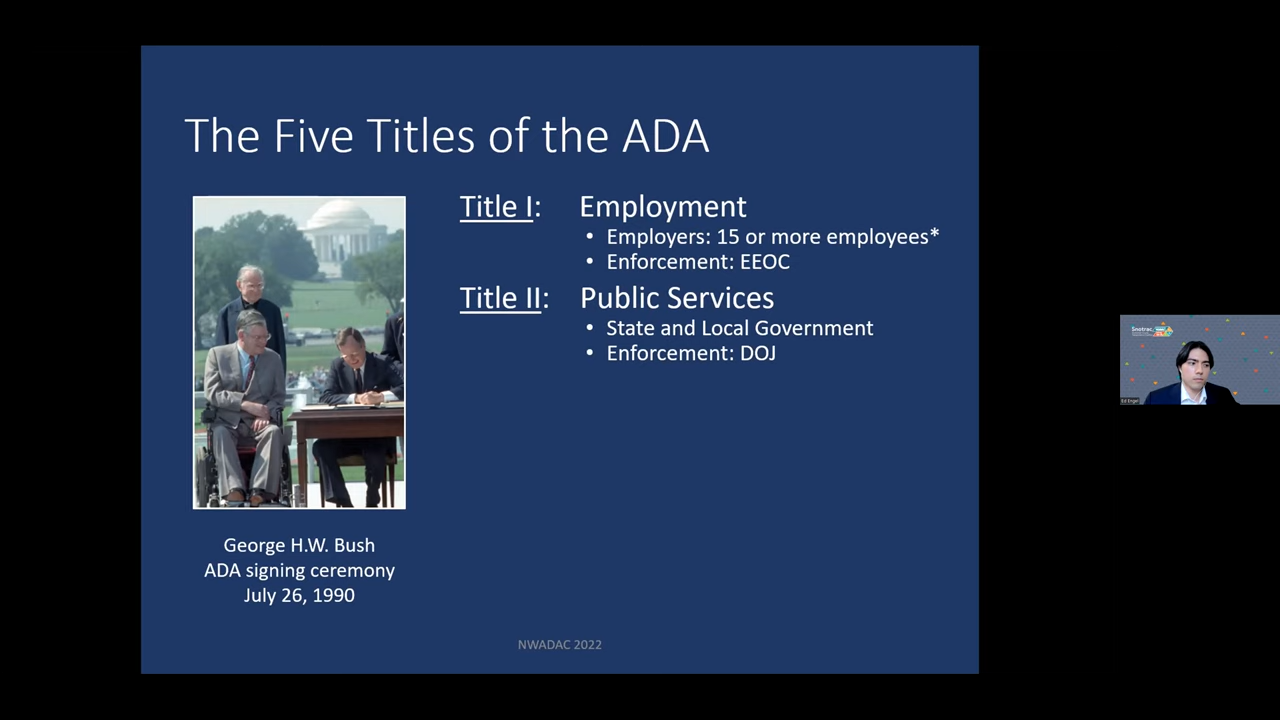 The Five Titles of the ADA
Title I: Employment
• Employers: 15 or more employees*
• Enforcement: EEOC
Title II: Public Services
• State and Local Government
• Enforcement: DOJ
George H.W. Bush
ADA signing ceremony
July 26, 1990
NWADAC 2022
Snotrac